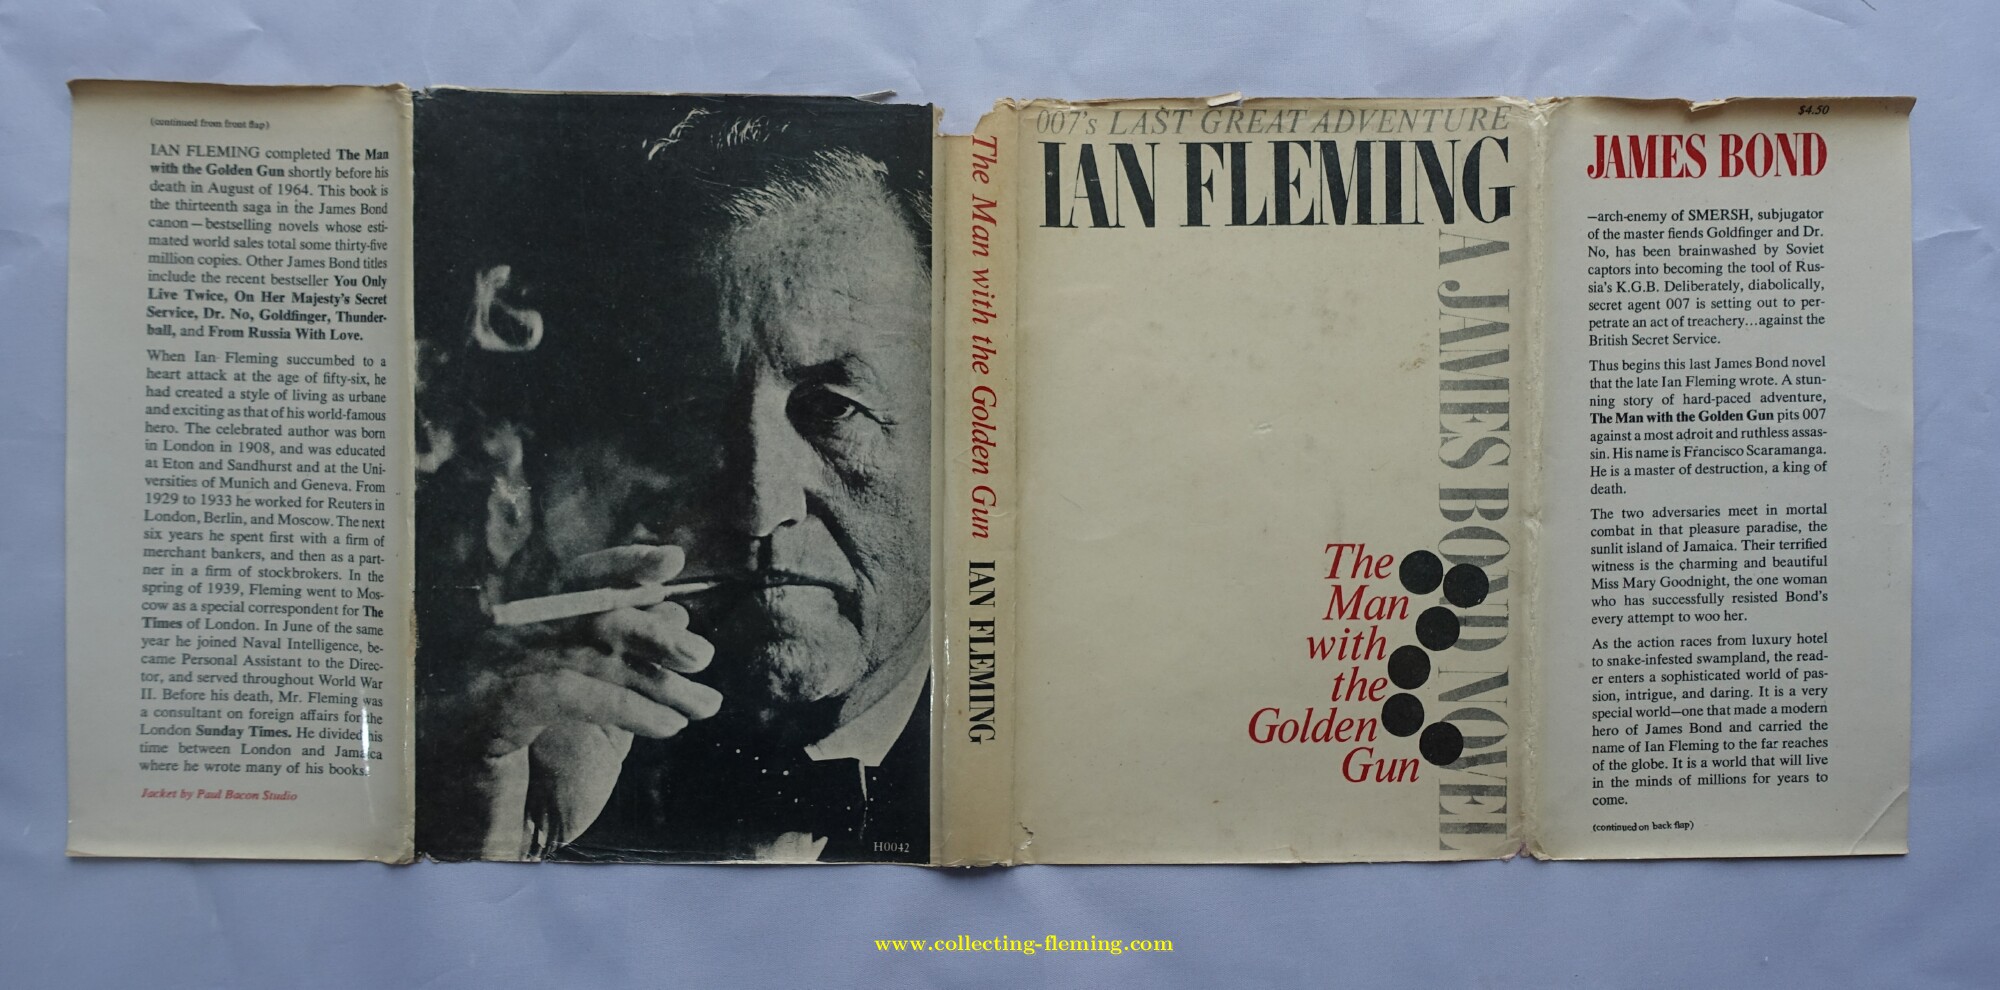 (continued from front flap)
IAN FLEMING completed The Man
with the Golden Gun shortly before his
death in August of 1964. This book is
the thirteenth saga in the James Bond
canon — bestselling novels whose esti-
mated world sales total some thirty-five
million copies. Other James Bond titles
include the recent bestseller You Only
Live Twice, On Her Majesty's Secret
Service, Dr. No, Goldfinger, Thunder-
ball, and From Russia With Love.
When Ian Fleming succumbed to a
heart attack at the age of fifty-six, he
had created a style of living as urbane
and exciting as that of his world-famous
hero. The celebrated author was born
in London in 1908, and was educated
at Eton and Sandhurst and at the Uni-
versities of Munich and Geneva. From
1929 to 1933 he worked for Reuters in
London, Berlin, and Moscow. The next
six years he spent first with a firm of
merchant bankers, and then as a part-
ner in a firm of stockbrokers. In the
spring of 1939, Fleming went to Mos-
cow as a special correspondent for The
Times of London. In June of the same
year he joined Naval Intelligence, be-
came Personal Assistant to the Direc-
tor, and served throughout World War
II. Before his death, Mr. Fleming was
a consultant on foreign affairs for the
London Sunday Times. He divided his
time between London and Jamaica
where he wrote many of his books.
Jacket by Paul Bacon Studio
H0042
The Man with the Golden Gun IAN FLEMING
007's LAST GREAT ADVENTURE
IAN FLEMING
A JAMES BOND NOVEL
The
Man
with
the
Golden
Gun
$4.50
JAMES BOND
—arch-enemy of SMERSH, subjugator
of the master fiends Goldfinger and Dr.
No, has been brainwashed by Soviet
captors into becoming the tool of Rus-
sia's K.G.B. Deliberately, diabolically,
secret agent 007 is setting out to per-
petrate an act of treachery...against the
British Secret Service.
Thus begins this last James Bond novel
that the late Ian Fleming wrote. A stun-
ning story of hard-paced adventure,
The Man with the Golden Gun pits 007
against a most adroit and ruthless assas-
sin. His name is Francisco Scaramanga.
He is a master of destruction, a king of
death.
The two adversaries meet in mortal
combat in that pleasure paradise, the
sunlit island of Jamaica. Their terrified
witness is the charming and beautiful
Miss Mary Goodnight, the one woman
who has successfully resisted Bond's
every attempt to woo her.
As the action races from luxury hotel
to snake-infested swampland, the read-
er enters a sophisticated world of pas-
sion, intrigue, and daring. It is a very
special world—one that made a modern
hero of James Bond and carried the
name of Ian Fleming to the far reaches
of the globe. It is a world that will live
in the minds of millions for years to
come.
(continued on back flap)
www.collecting-fleming.com